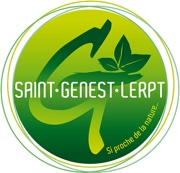 SAINT·GENEST·LERPT
Si proche de la nature...